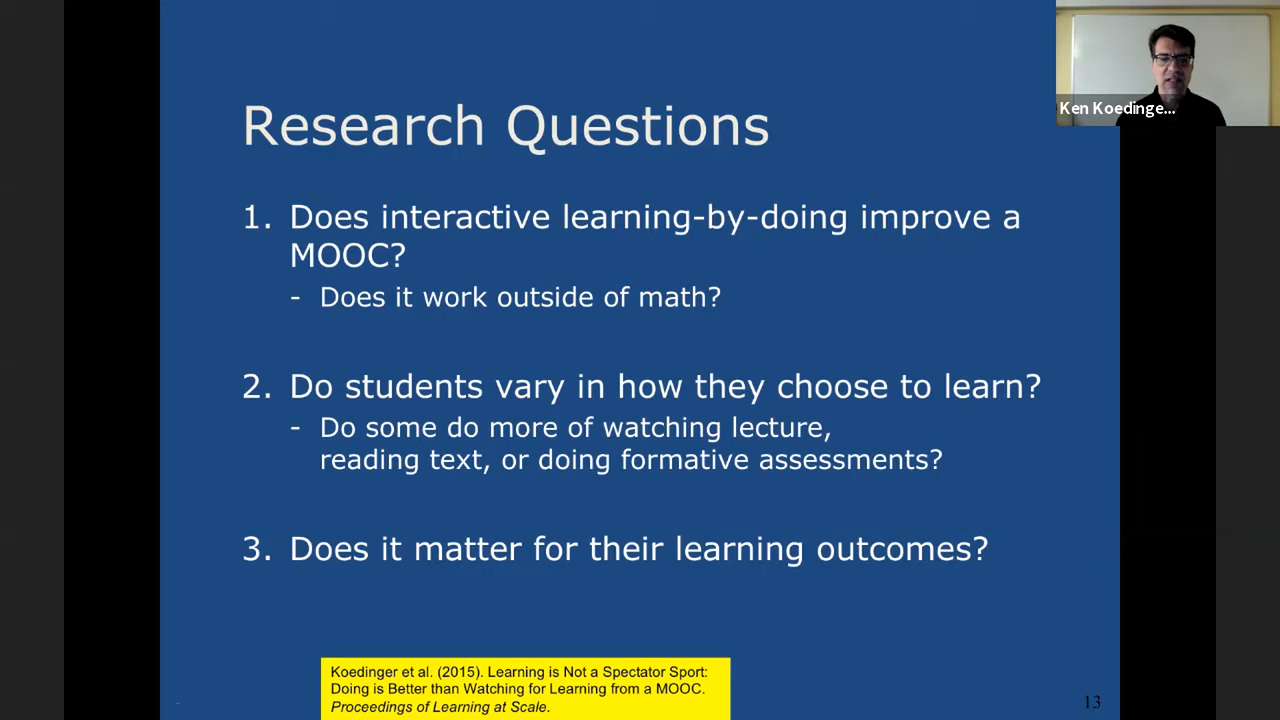 Research Questions
1. Does interactive learning-by-doing improve a
MOOC?
- Does it work outside of math?
2. Do students vary in how they choose to learn?
- Do some do more of watching lecture,
reading text, or doing formative assessments?
3. Does it matter for their learning outcomes?
Koedinger et al. (2015). Learning is Not a Spectator Sport:
Doing is Better than Watching for Learning from a MOOC.
Proceedings of Learning at Scale.
13
Ken Koedinge...